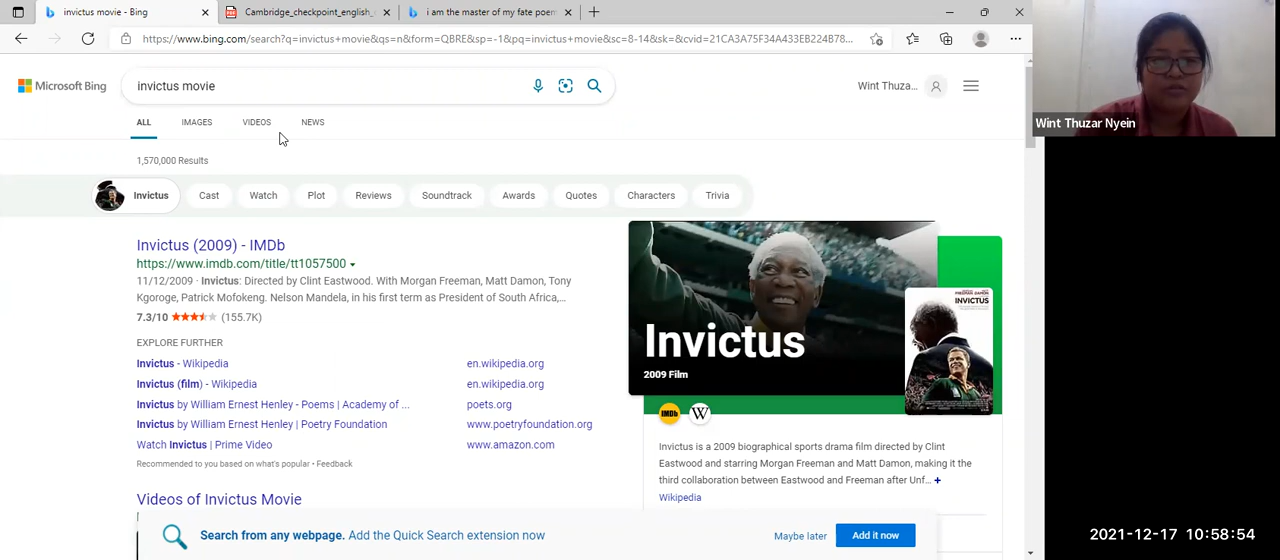 invictus movie - Bing
Cambridge_checkpoint_english_
i am the master of my fate poem
https://www.bing.com/search?q=invictus+movie&qs=n&form=QBRE&sp=-1&pq=invictus+movie&sc=8-14&sk=&cvid=21CA3A75F34A433EB224B78...
Microsoft Bing
invictus movie
Wint Thuza...
Wint Thuzar Nyein
ALL
IMAGES
VIDEOS
NEWS
1,570,000 Results
Invictus
Cast
Watch
Plot
Reviews
Soundtrack
Awards
Quotes
Characters
Trivia
Invictus (2009) - IMDb
https://www.imdb.com/title/tt1057500
11/12/2009 · Invictus: Directed by Clint Eastwood. With Morgan Freeman, Matt Damon, Tony
Kgoroge, Patrick Mofokeng. Nelson Mandela, in his first term as President of South Africa,...
7.3/10 (155.7K)
EXPLORE FURTHER
Invictus - Wikipedia
en.wikipedia.org
Invictus (film) - Wikipedia
en.wikipedia.org
Invictus by William Ernest Henley - Poems | Academy of ...
poets.org
Invictus by William Ernest Henley | Poetry Foundation
www.poetryfoundation.org
Watch Invictus | Prime Video
www.amazon.com
Recommended to you based on what's popular • Feedback
Videos of Invictus Movie
Invictus
2009 Film
FREEMAN DAMON
INVICTUS
IMDb
W
Invictus is a 2009 biographical sports drama film directed by Clint
Eastwood and starring Morgan Freeman and Matt Damon, making it the
third collaboration between Eastwood and Freeman after Unf... +
Wikipedia
Search from any webpage. Add the Quick Search extension now
Maybe later
Add it now
2021-12-17 10:58:54